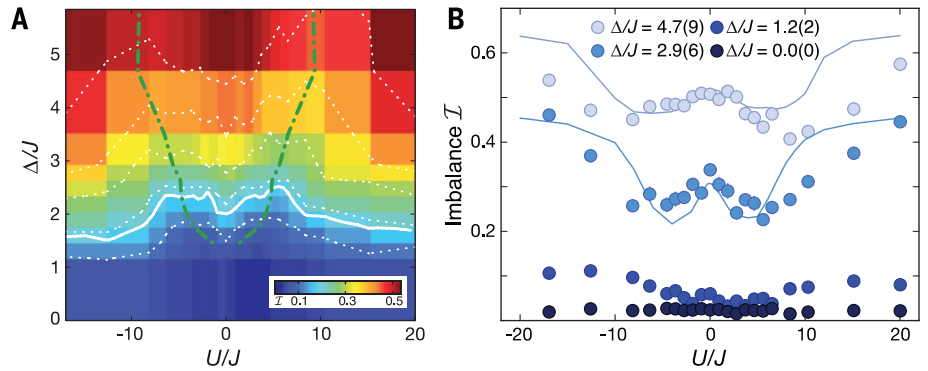 A
5
4
3
2
1
0
Δ/J
-10
0
10
20
U/J
I 0.1 0.3 0.5
B
Δ/J = 4.7(9) Δ/J = 1.2(2)
Δ/J = 2.9(6) Δ/J = 0.0(0)
0.6
0.4
0.2
Imbalance I
-20 -10 0 10 20
U/J